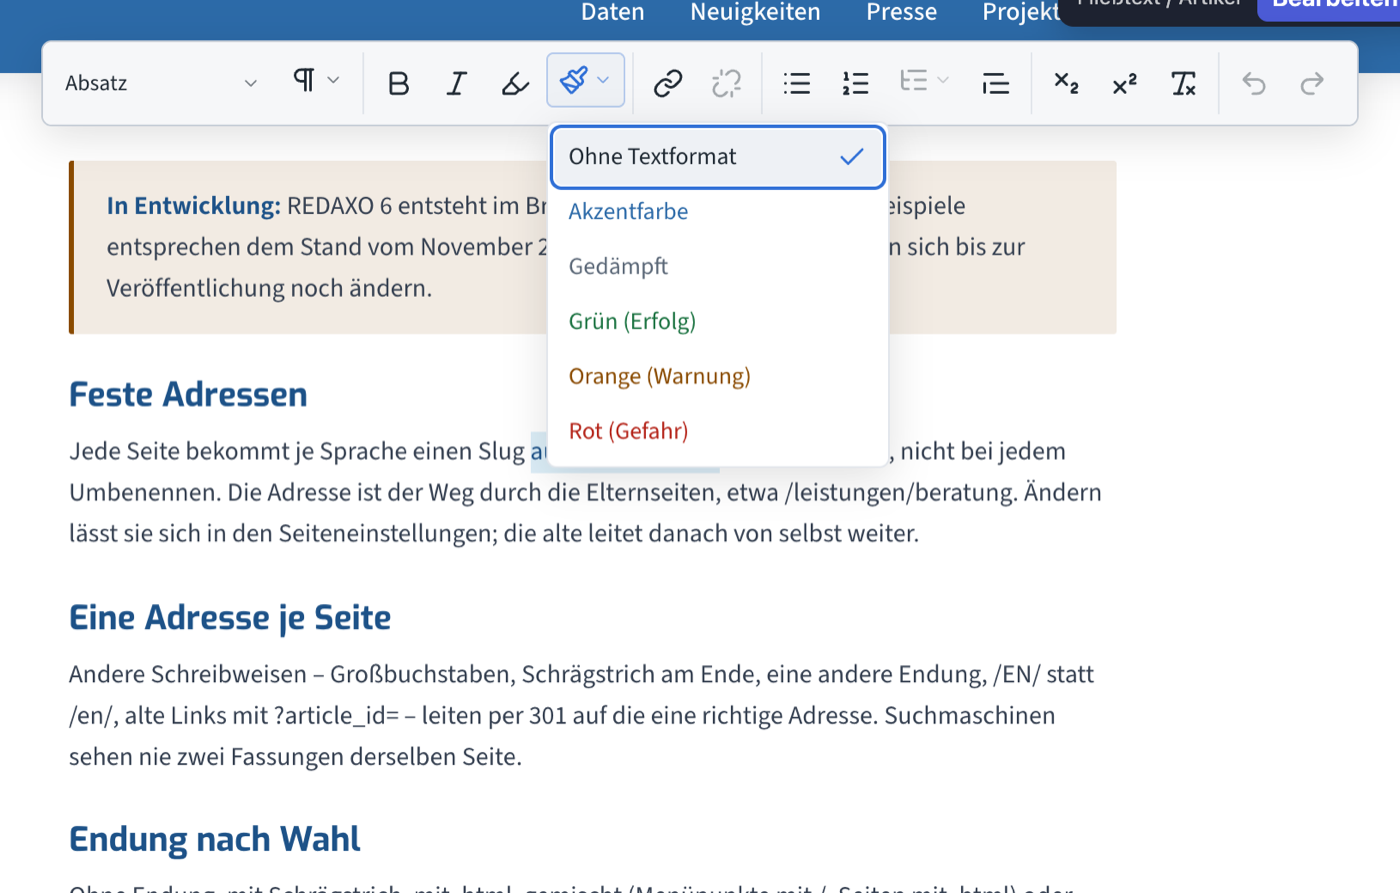 Daten Neuigkeiten Presse Projekt
Fließtext / Artikel Bearbeiten
Absatz
Ohne Textformat
Akzentfarbe
Gedämpft
Grün (Erfolg)
Orange (Warnung)
Rot (Gefahr)
In Entwicklung: REDAXO 6 entsteht im
entsprechen dem Stand vom November n sich bis zur
Veröffentlichung noch ändern.
Feste Adressen
Jede Seite bekommt je Sprache einen Slug , nicht bei jedem
Umbenennen. Die Adresse ist der Weg durch die Elternseiten, etwa /leistungen/beratung. Ändern
lässt sie sich in den Seiteneinstellungen; die alte leitet danach von selbst weiter.
Eine Adresse je Seite
Andere Schreibweisen – Großbuchstaben, Schrägstrich am Ende, eine andere Endung, /EN/ statt
/en/, alte Links mit ?article_id= – leiten per 301 auf die eine richtige Adresse. Suchmaschinen
sehen nie zwei Fassungen derselben Seite.
Endung nach Wahl